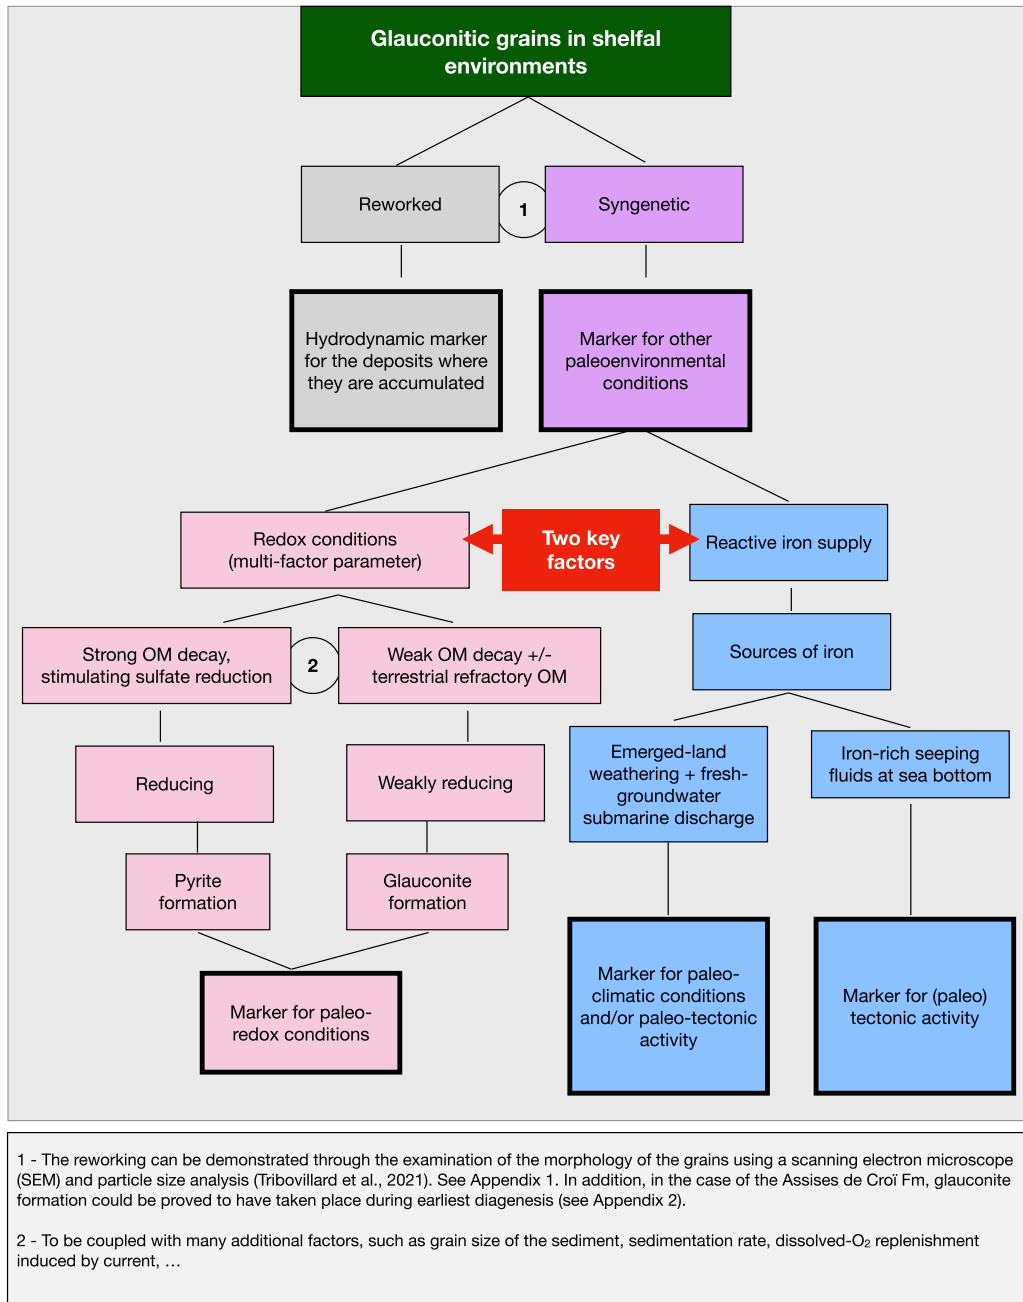 Glauconitic grains in shelfal
environments
Reworked
1
Syngenetic
Hydrodynamic marker
for the deposits where
they are accumulated
Marker for other
paleoenvironmental
conditions
Redox conditions
(multi-factor parameter)
Two key
factors
Reactive iron supply
Strong OM decay,
stimulating sulfate reduction
2
Weak OM decay +/-
terrestrial refractory OM
Sources of iron
Reducing
Weakly reducing
Emerged-land
weathering + fresh-
groundwater
submarine discharge
Iron-rich seeping
fluids at sea bottom
Pyrite
formation
Glauconite
formation
Marker for paleo-
redox conditions
Marker for paleo-
climatic conditions
and/or paleo-tectonic
activity
Marker for (paleo)
tectonic activity
1 - The reworking can be demonstrated through the examination of the morphology of the grains using a scanning electron microscope
(SEM) and particle size analysis (Tribovillard et al., 2021). See Appendix 1. In addition, in the case of the Assises de Croï Fm, glauconite
formation could be proved to have taken place during earliest diagenesis (see Appendix 2).
2 - To be coupled with many additional factors, such as grain size of the sediment, sedimentation rate, dissolved-O₂ replenishment
induced by current, …